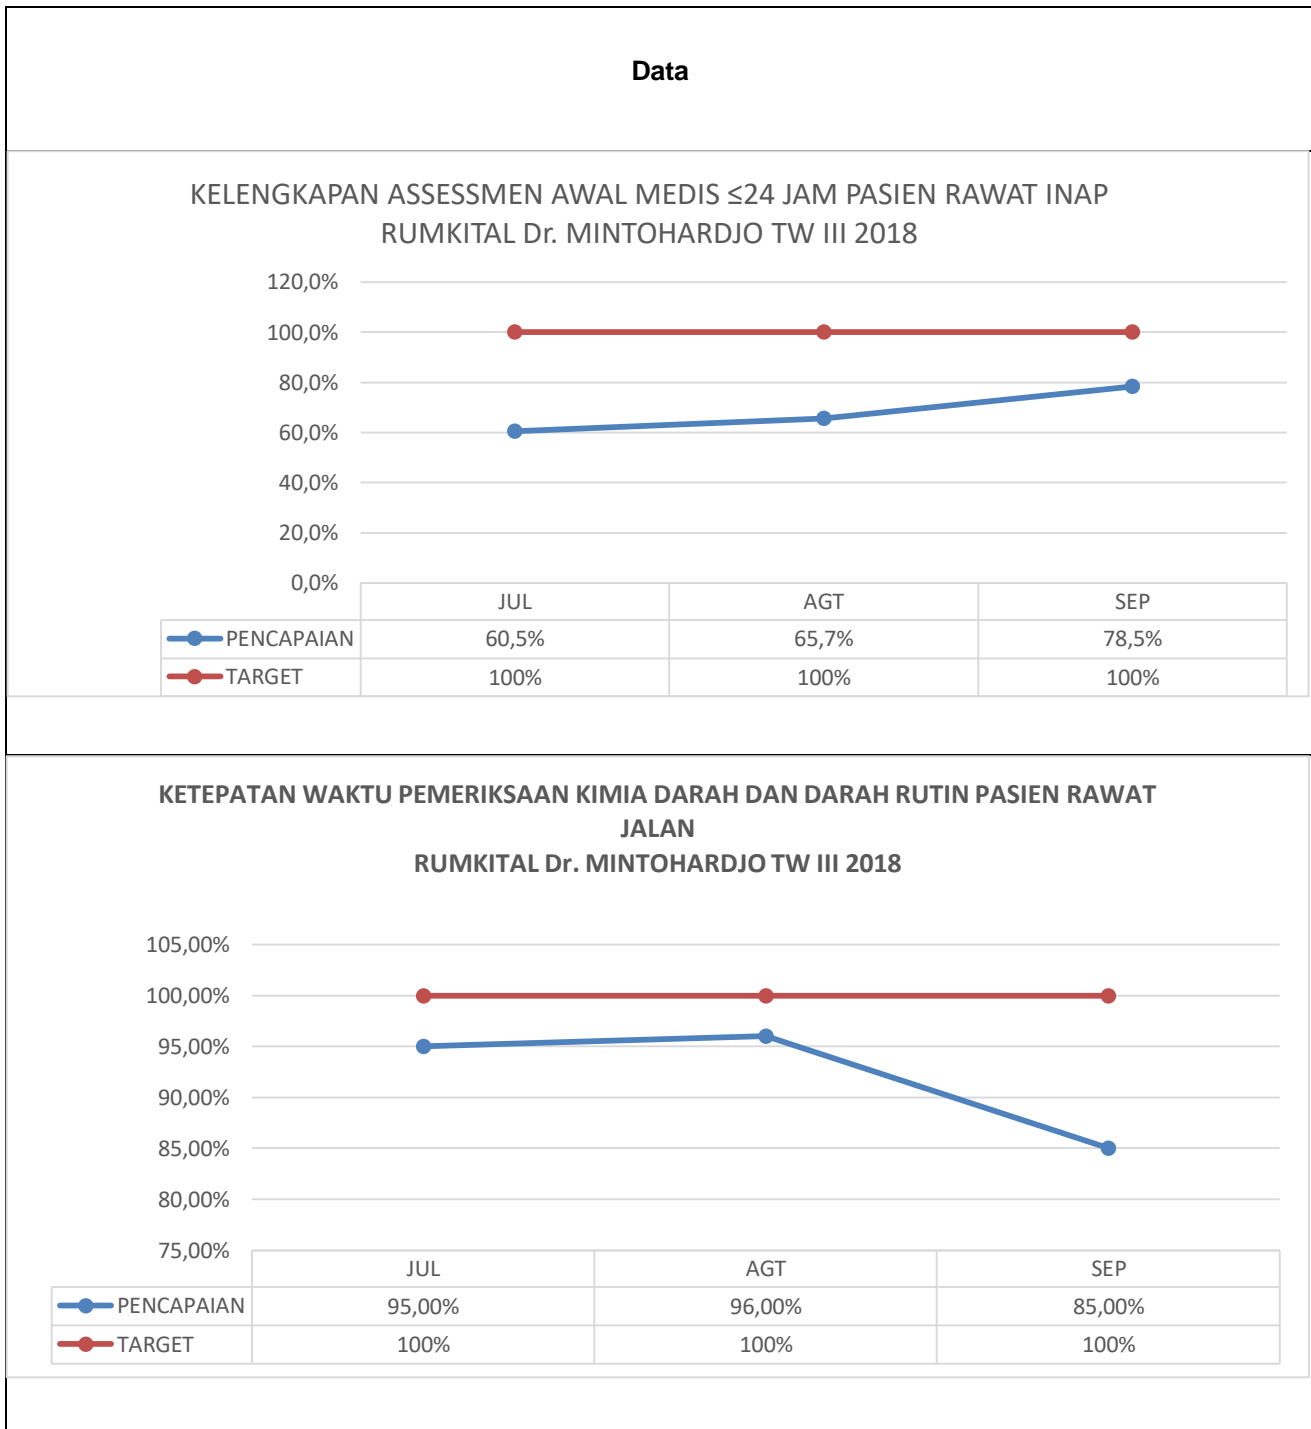 Data
KELENGKAPAN ASSESSMEN AWAL MEDIS ≤24 JAM PASIEN RAWAT INAP
RUMKITAL Dr. MINTOHARDJO TW III 2018
120,0%
100,0%
80,0%
60,0%
40,0%
20,0%
0,0%
JUL AGT SEP
PENCAPAIAN 60,5% 65,7% 78,5%
TARGET 100% 100% 100%
KETEPATAN WAKTU PEMERIKSAAN KIMIA DARAH DAN DARAH RUTIN PASIEN RAWAT
JALAN
RUMKITAL Dr. MINTOHARDJO TW III 2018
105,00%
100,00%
95,00%
90,00%
85,00%
80,00%
75,00%
JUL AGT SEP
PENCAPAIAN 95,00% 96,00% 85,00%
TARGET 100% 100% 100%